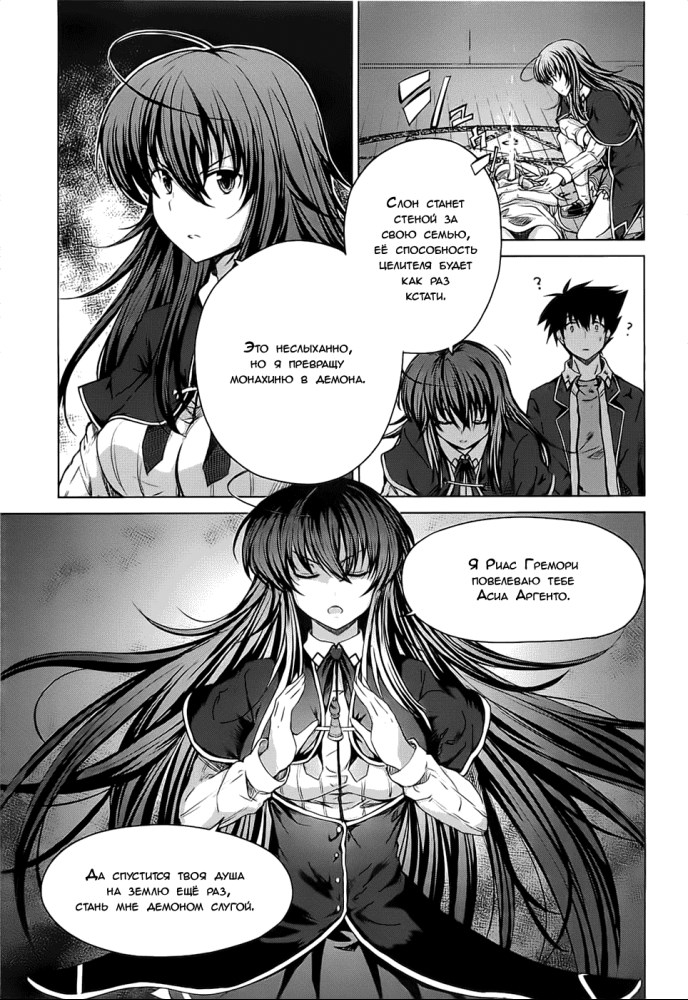 Слон станет
стеной за
свою семью,
её способность
целителя будет
как раз
кстати.
Это неслыханно,
но я превращу
монахиню в демона.
?
?
Я Риас Гремори
повелеваю тебе
Асиа Аргенто.
Да спустится твоя душа
на землю ещё раз,
стань мне демоном слугой.